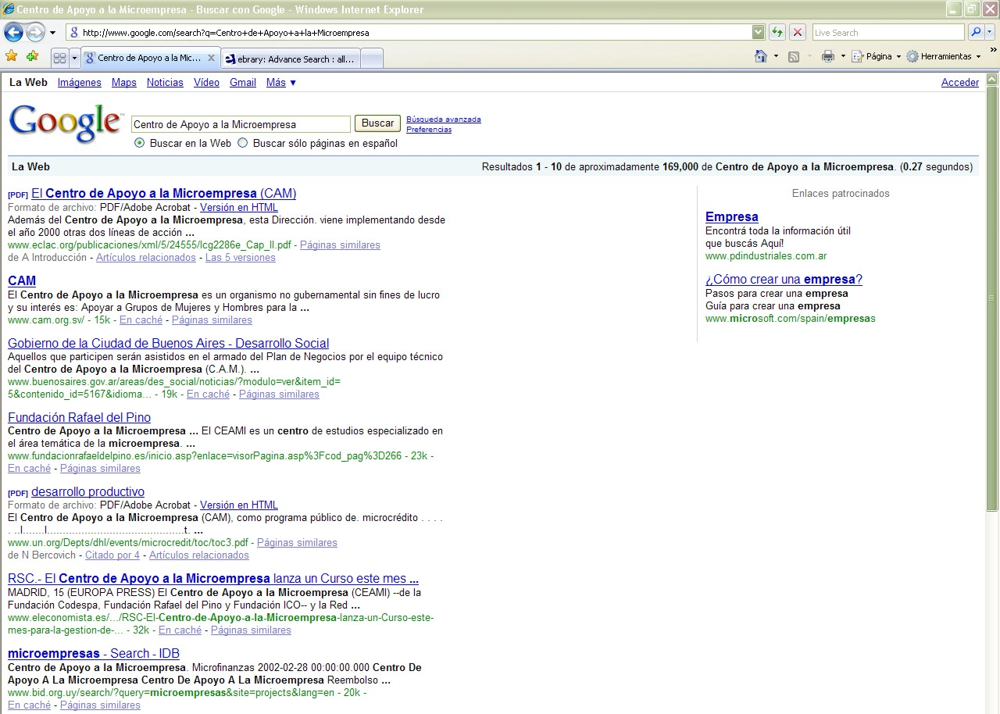 Centro de Apoyo a la Microempresa - Buscar con Google - Windows Internet Explorer
http://www.google.com/search?q=Centro+de+Apoyo+a+la+Microempresa
Live Search
Centro de Apoyo a la Mic...
ebrary: Advance Search : all...
Página
Herramientas
La Web Imágenes Maps Noticias Vídeo Gmail Más ▼ Acceder
Google™
Centro de Apoyo a la Microempresa
Buscar
Búsqueda avanzada
Preferencias
Buscar en la Web Buscar sólo páginas en español
La Web
Resultados 1 - 10 de aproximadamente 169,000 de Centro de Apoyo a la Microempresa. (0.27 segundos)
[PDF] El Centro de Apoyo a la Microempresa (CAM)
Formato de archivo: PDF/Adobe Acrobat - Versión en HTML
Además del Centro de Apoyo a la Microempresa, esta Dirección. viene implementando desde
el año 2000 otras dos líneas de acción ...
www.eclac.org/publicaciones/xml/5/24555/lcg2286e_Cap_II.pdf - Páginas similares
de A Introducción - Artículos relacionados - Las 5 versiones
CAM
El Centro de Apoyo a la Microempresa es un organismo no gubernamental sin fines de lucro
y su interés es: Apoyar a Grupos de Mujeres y Hombres para la ...
www.cam.org.sv/ - 15k - En caché - Páginas similares
Gobierno de la Ciudad de Buenos Aires - Desarrollo Social
Aquellos que participen serán asistidos en el armado del Plan de Negocios por el equipo técnico
del Centro de Apoyo a la Microempresa (C.A.M.). ...
www.buenosaires.gov.ar/areas/des_social/noticias/?modulo=ver&item_id=
5&contenido_id=5167&idioma... - 19k - En caché - Páginas similares
Fundación Rafael del Pino
Centro de Apoyo a la Microempresa ... El CEAMI es un centro de estudios especializado en
el área temática de la microempresa. ...
www.fundacionrafaeldelpino.es/inicio.asp?enlace=visorPagina.asp%3Fcod_pag%3D266 - 23k -
En caché - Páginas similares
[PDF] desarrollo productivo
Formato de archivo: PDF/Adobe Acrobat - Versión en HTML
El Centro de Apoyo a la Microempresa (CAM), como programa público de. microcrédito . . . . .
. ..l.......l............................................t. ...
www.un.org/Depts/dhl/events/microcredit/toc/toc3.pdf - Páginas similares
de N Bercovich - Citado por 4 - Artículos relacionados
RSC.- El Centro de Apoyo a la Microempresa lanza un Curso este mes ...
MADRID, 15 (EUROPA PRESS) El Centro de Apoyo a la Microempresa (CEAMI) --de la
Fundación Codespa, Fundación Rafael del Pino y Fundación ICO-- y la Red ...
www.eleconomista.es/.../RSC-El-Centro-de-Apoyo-a-la-Microempresa-lanza-un-Curso-este-
mes-para-la-gestion-de-... - 32k - En caché - Páginas similares
microempresas - Search - IDB
Centro de Apoyo a la Microempresa. Microfinanzas 2002-02-28 00:00:00.000 Centro De
Apoyo A La Microempresa Centro De Apoyo A La Microempresa Reembolso ...
www.bid.org.uy/search/?query=microempresas&site=projects&lang=en - 20k -
En caché - Páginas similares
Enlaces patrocinados
Empresa
Encontrá toda la información útil
que buscás Aquí!
www.pdindustriales.com.ar
¿Cómo crear una empresa?
Pasos para crear una empresa
Guía para crear una empresa
www.microsoft.com/spain/empresas